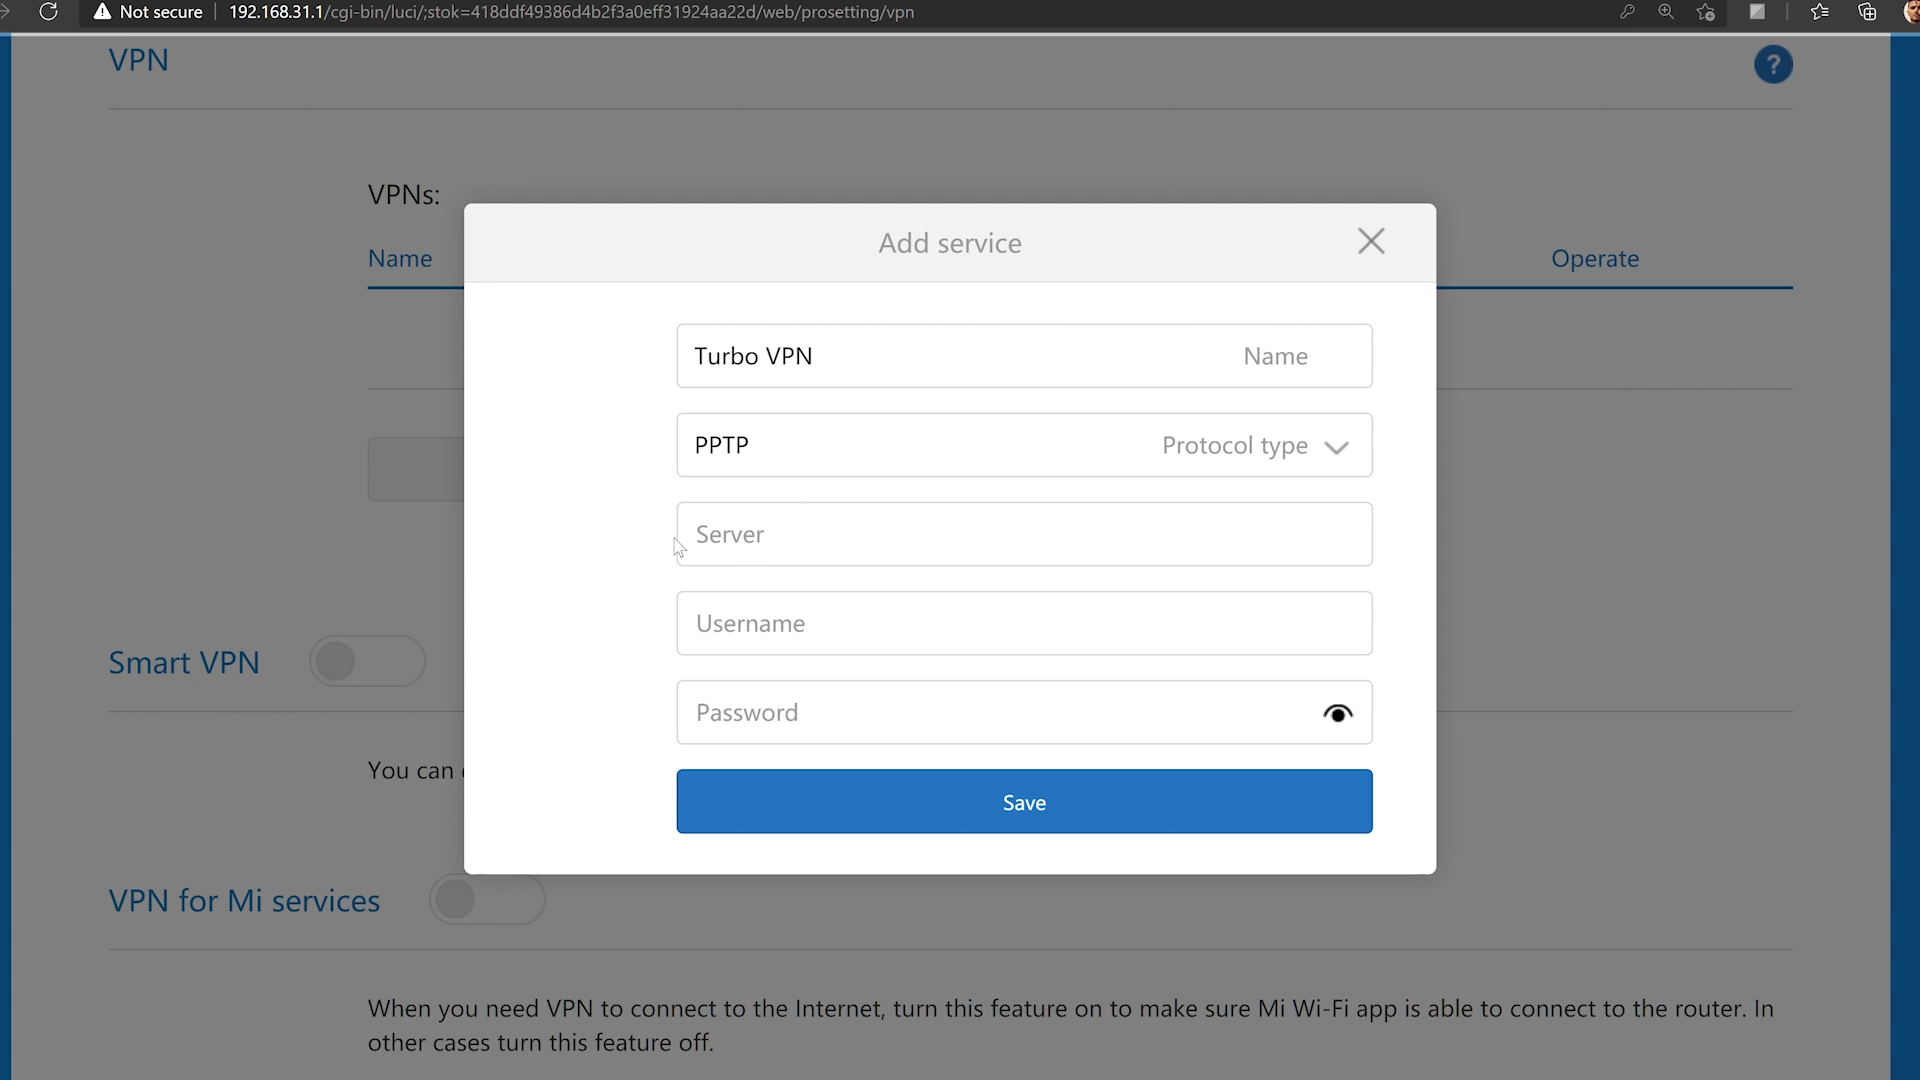 Not secure | 192.168.31.1/cgi-bin/luci/;stok=418ddf49386d4b2f3a0eff31924aa22d/web/prosetting/vpn
VPN
?
VPNs:
Name
Operate
Add service
Turbo VPN Name
PPTP Protocol type
Server
Username
Password
Save
Smart VPN
You can
VPN for Mi services
When you need VPN to connect to the Internet, turn this feature on to make sure Mi Wi-Fi app is able to connect to the router. In
other cases turn this feature off.